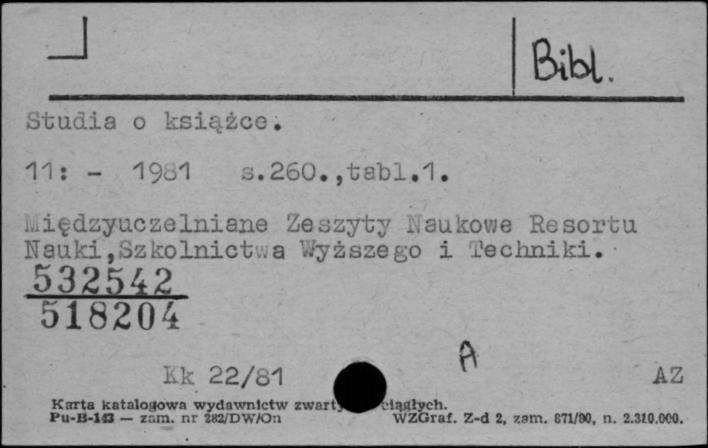 Bibl.
Studia o książce.
11: - 1981 s.260.,tabl.1.
Międzyuczelniane Zeszyty Naukowe Resortu
Nauki,Szkolnictwa Wyższego i Techniki.
532542
518204
A
Kk 22/81 AZ
Karta katalogowa wydawnictw ciągłych.
Pu-B-143 — zam. nr 282/DW/On WZGraf. Z-d 2, zam. 871/80, n. 2.310.000.